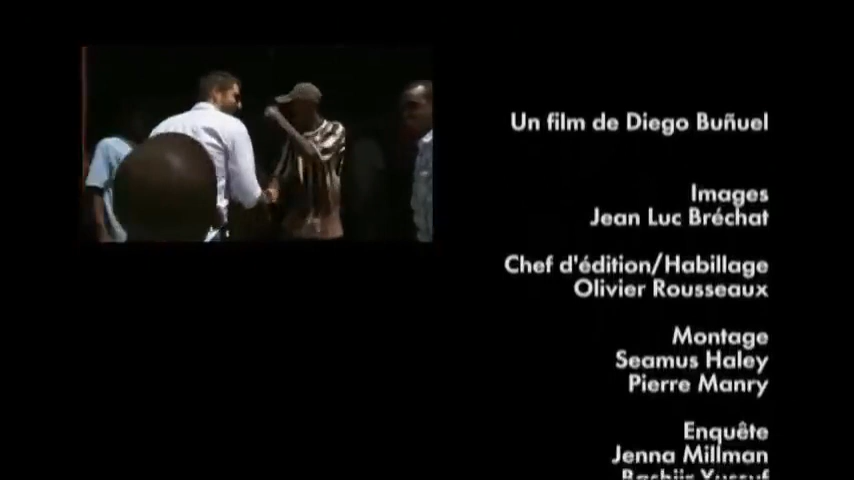 Un film de Diego Buñuel
Images
Jean Luc Bréchat
Chef d'édition/Habillage
Olivier Rousseaux
Montage
Seamus Haley
Pierre Manry
Enquête
Jenna Millman